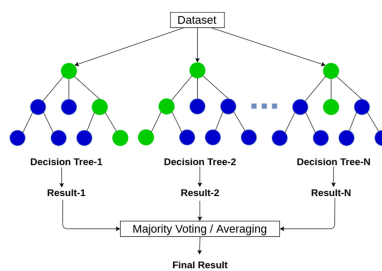 Dataset
Decision Tree-1
Decision Tree-2
Decision Tree-N
Result-1
Result-2
Result-N
Majority Voting / Averaging
Final Result